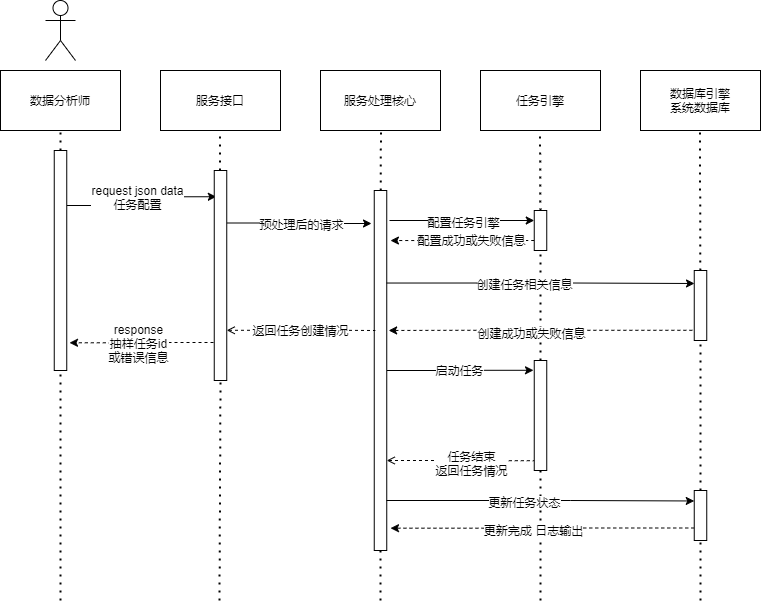 数据分析师
服务接口
服务处理核心
任务引擎
数据库引擎
系统数据库
request json data
任务配置
预处理后的请求
配置任务引擎
配置成功或失败信息
创建任务相关信息
创建成功或失败信息
返回任务创建情况
response
抽样任务id
或错误信息
启动任务
任务结束
返回任务情况
更新任务状态
更新完成 日志输出